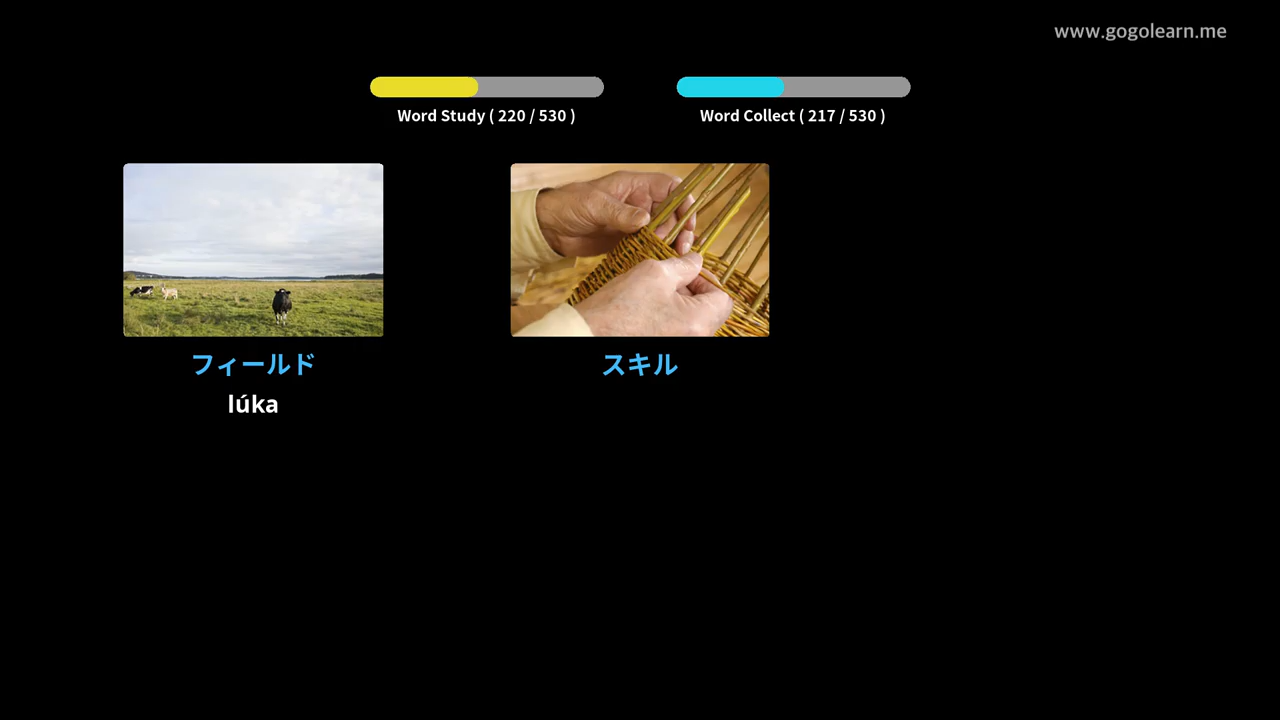 www.gogolearn.me
Word Study ( 220 / 530 )
Word Collect ( 217 / 530 )
フィールド
スキル
lúka